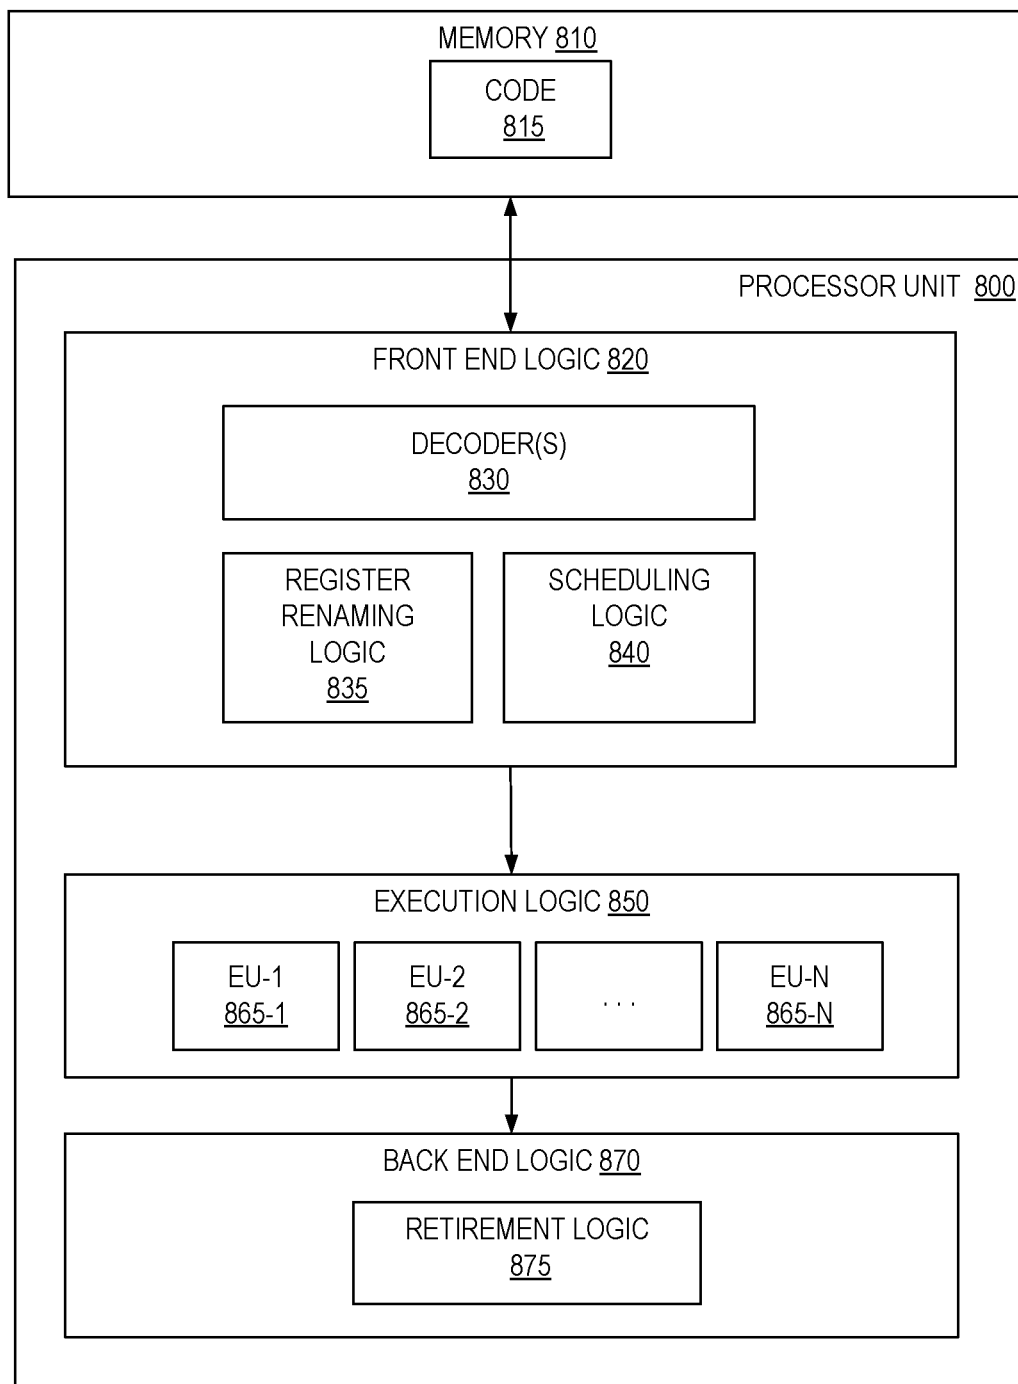 MEMORY 810
CODE
815
PROCESSOR UNIT 800
FRONT END LOGIC 820
DECODER(S)
830
REGISTER
RENAMING
LOGIC
835
SCHEDULING
LOGIC
840
EXECUTION LOGIC 850
EU-1
865-1
EU-2
865-2
. . .
EU-N
865-N
BACK END LOGIC 870
RETIREMENT LOGIC
875